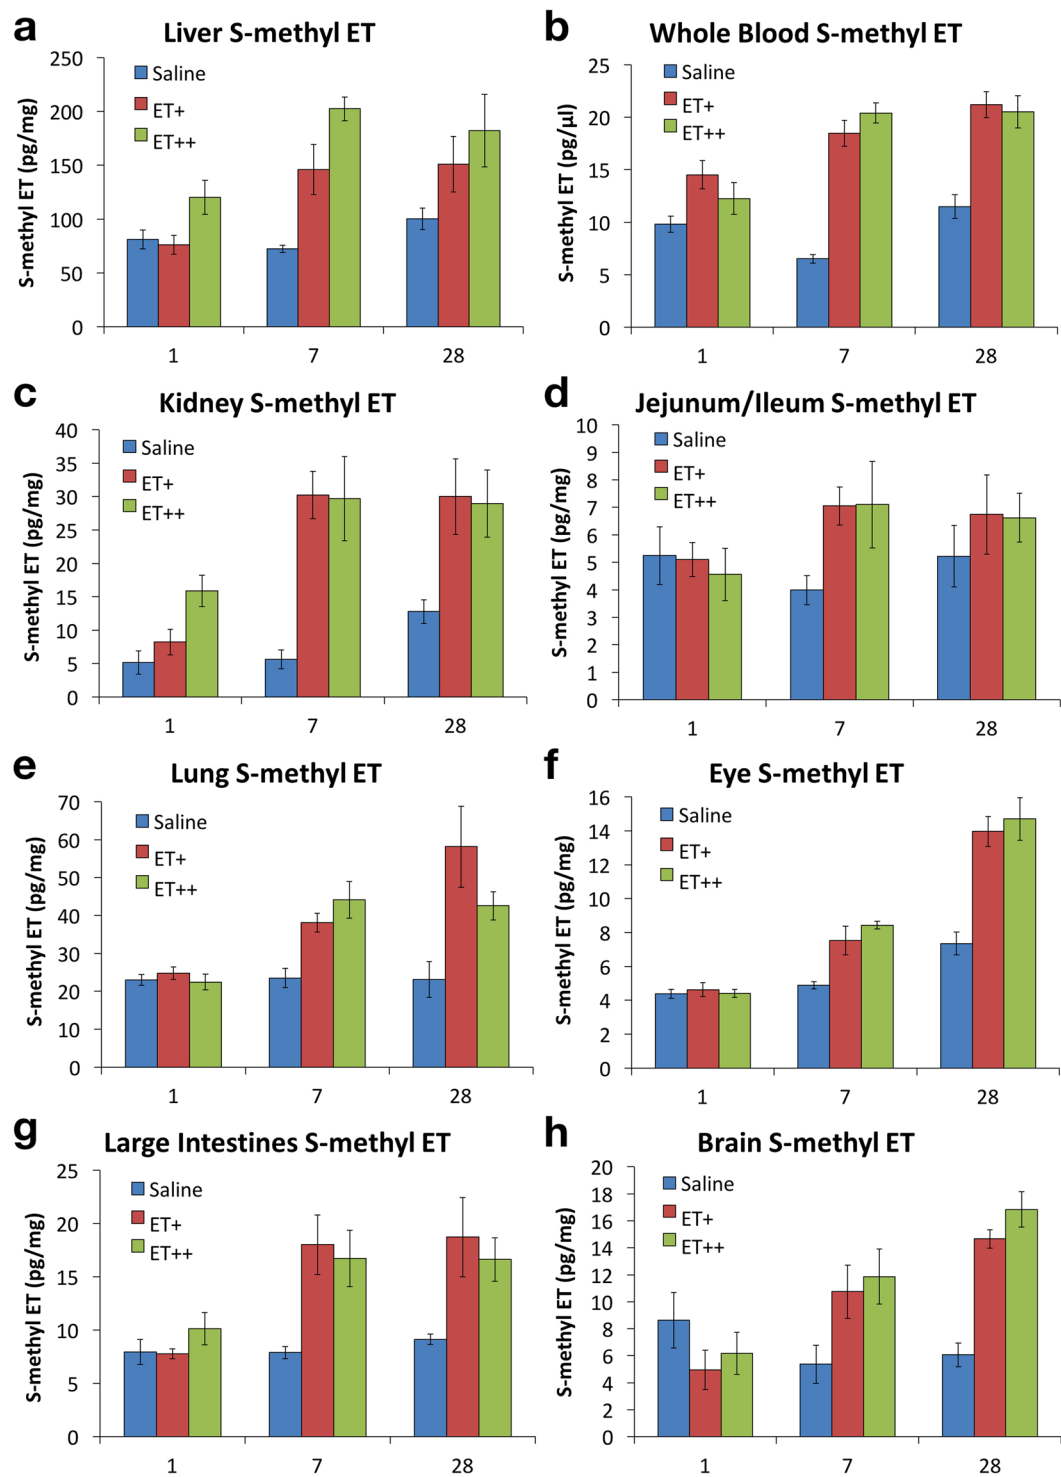 a
Liver S-methyl ET
S-methyl ET (pg/mg)
250
200
150
100
50
0
Saline
ET+
ET++
1 7 28
b
Whole Blood S-methyl ET
S-methyl ET (pg/µl)
25
20
15
10
5
0
Saline
ET+
ET++
1 7 28
c
Kidney S-methyl ET
S-methyl ET (pg/mg)
40
35
30
25
20
15
10
5
0
Saline
ET+
ET++
1 7 28
d
Jejunum/Ileum S-methyl ET
S-methyl ET (pg/mg)
10
9
8
7
6
5
4
3
2
1
0
Saline
ET+
ET++
1 7 28
e
Lung S-methyl ET
S-methyl ET (pg/mg)
70
60
50
40
30
20
10
0
Saline
ET+
ET++
1 7 28
f
Eye S-methyl ET
S-methyl ET (pg/mg)
16
14
12
10
8
6
4
2
0
Saline
ET+
ET++
1 7 28
g
Large Intestines S-methyl ET
S-methyl ET (pg/mg)
25
20
15
10
5
0
Saline
ET+
ET++
1 7 28
h
Brain S-methyl ET
S-methyl ET (pg/mg)
20
18
16
14
12
10
8
6
4
2
0
Saline
ET+
ET++
1 7 28